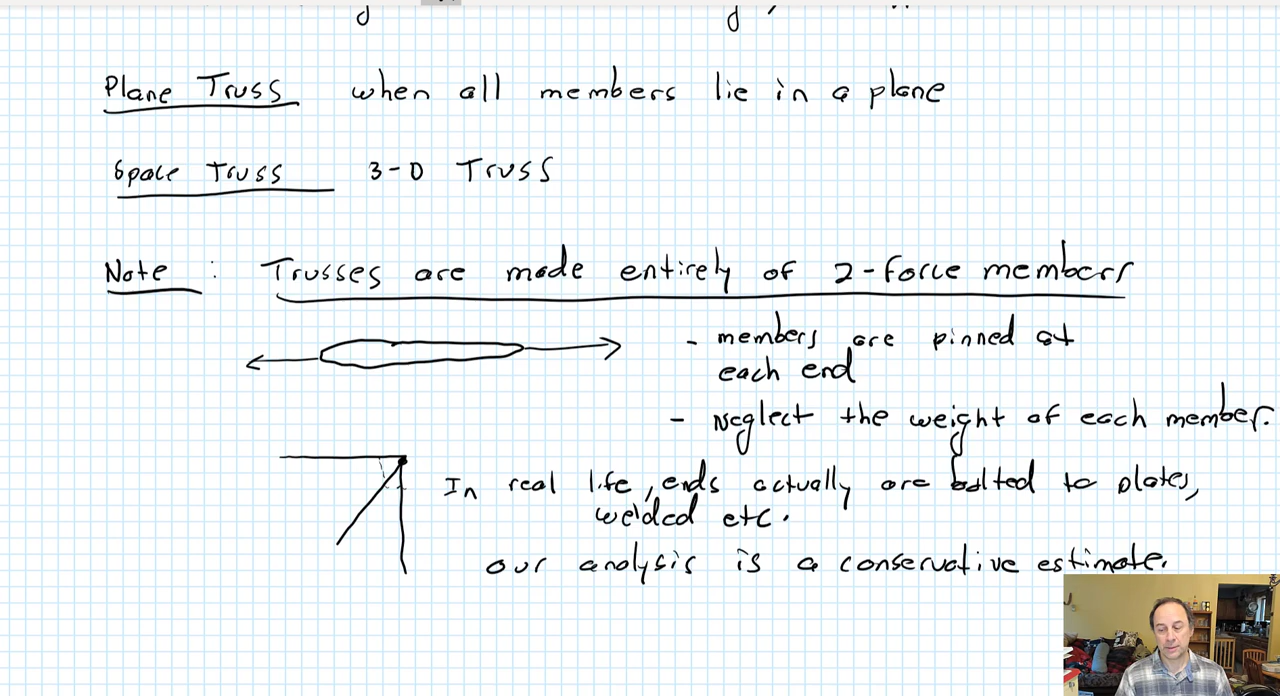 Plane Truss when all members lie in a plane
Space Truss 3-D Truss
Note : Trusses are made entirely of 2-force members
- members are pinned at
each end
- Neglect the weight of each member.
In real life, ends actually are bolted to plates,
welded etc.
our analysis is a conservative estimate.